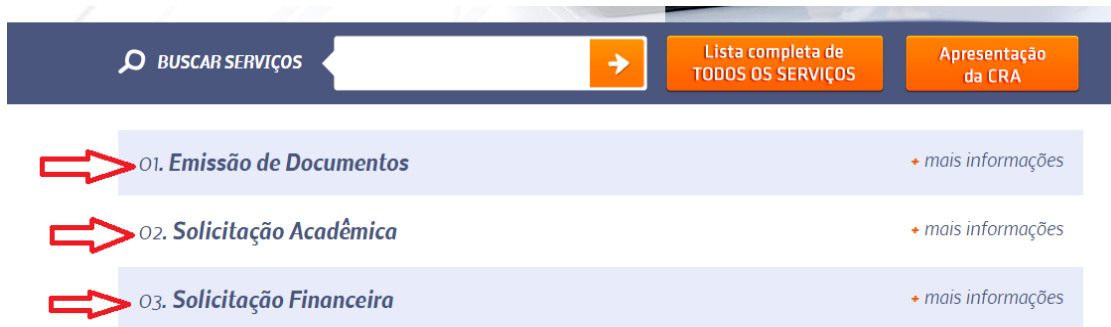 BUSCAR SERVIÇOS
Lista completa de
TODOS OS SERVIÇOS
Apresentação
da CRA
01. Emissão de Documentos
+ mais informações
02. Solicitação Acadêmica
+ mais informações
03. Solicitação Financeira
+ mais informações